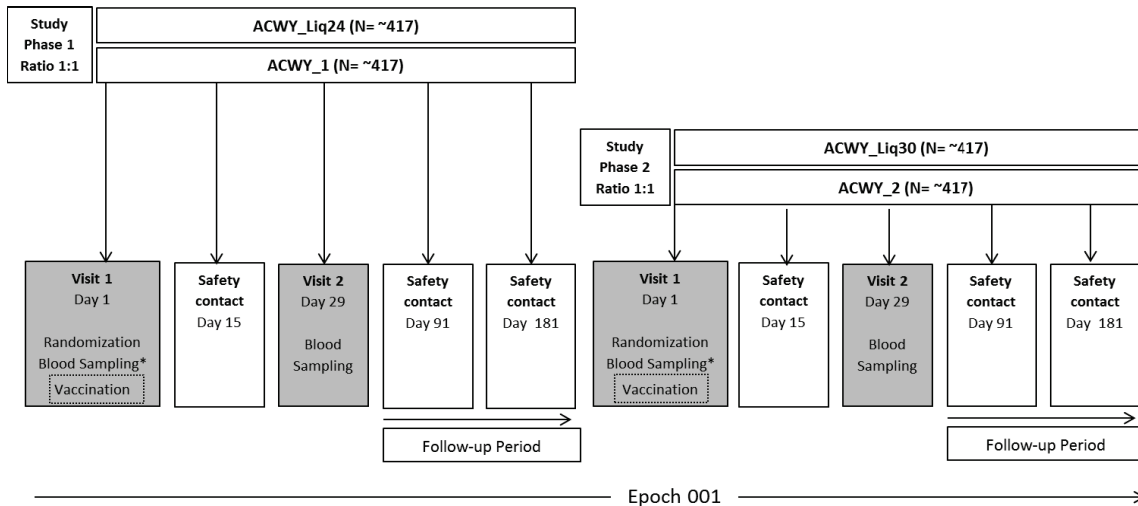 Study
Phase 1
Ratio 1:1
ACWY_Liq24 (N= ~417)
ACWY_1 (N= ~417)
Study
Phase 2
Ratio 1:1
ACWY_Liq30 (N= ~417)
ACWY_2 (N= ~417)
Visit 1
Day 1
Randomization
Blood Sampling*
Vaccination
Safety
contact
Day 15
Visit 2
Day 29
Blood
Sampling
Safety
contact
Day 91
Safety
contact
Day 181
Visit 1
Day 1
Randomization
Blood Sampling*
Vaccination
Safety
contact
Day 15
Visit 2
Day 29
Blood
Sampling
Safety
contact
Day 91
Safety
contact
Day 181
Follow-up Period
Follow-up Period
Epoch 001